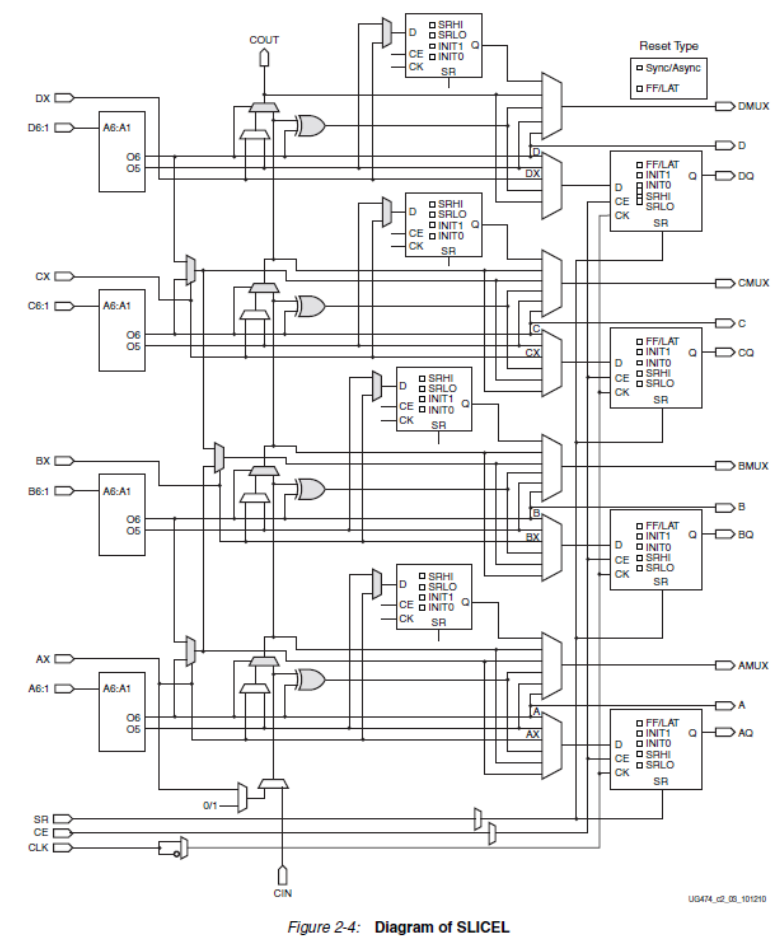 COUT
D
CE
CK
SRHI
SRLO
INIT1
INIT0
Q
SR
Reset Type
Sync/Async
FF/LAT
DX
D6:1
A6:A1
O6
O5
DMUX
D
D
DX
D
CE
CK
FF/LAT
INIT1
INIT0
SRHI
SRLO
Q
SR
DQ
D
CE
CK
SRHI
SRLO
INIT1
INIT0
Q
SR
CX
C6:1
A6:A1
O6
O5
CMUX
C
C
CX
D
CE
CK
FF/LAT
INIT1
INIT0
SRHI
SRLO
Q
SR
CQ
D
CE
CK
SRHI
SRLO
INIT1
INIT0
Q
SR
BX
B6:1
A6:A1
O6
O5
BMUX
B
B
BX
D
CE
CK
FF/LAT
INIT1
INIT0
SRHI
SRLO
Q
SR
BQ
D
CE
CK
SRHI
SRLO
INIT1
INIT0
Q
SR
AX
A6:1
A6:A1
O6
O5
AMUX
A
A
AX
D
CE
CK
FF/LAT
INIT1
INIT0
SRHI
SRLO
Q
SR
AQ
0/1
SR
CE
CLK
CIN
UG474_c2_03_101210
Figure 2-4: Diagram of SLICEL